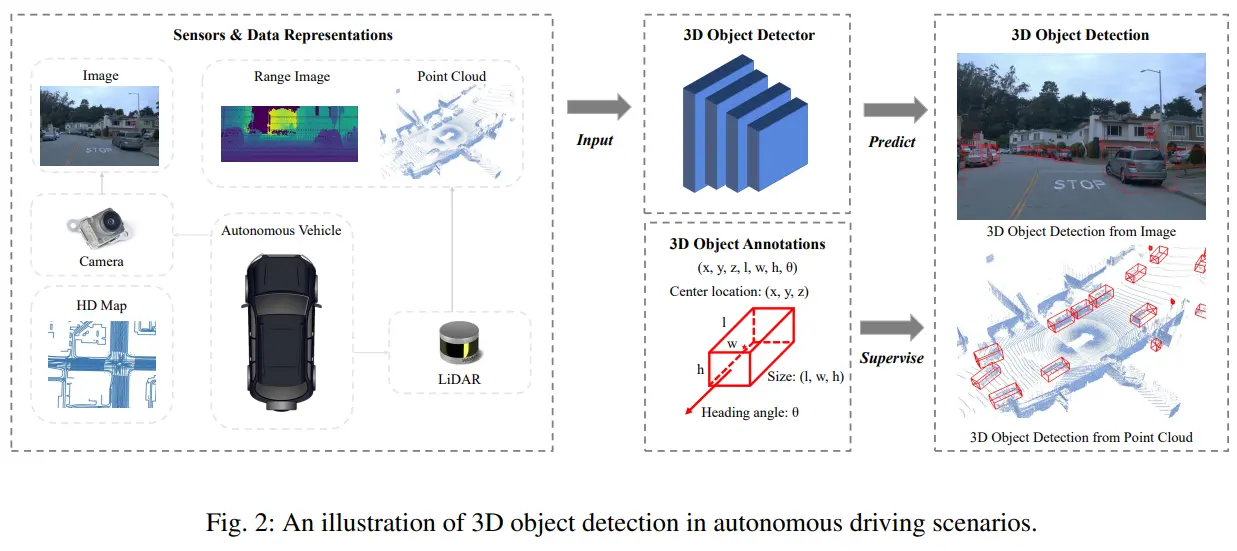 Sensors & Data Representations
Image
Range Image
Point Cloud
STOP
Camera
Autonomous Vehicle
HD Map
LiDAR
Input
3D Object Detector
3D Object Annotations
(x, y, z, l, w, h, θ)
Center location: (x, y, z)
l
w
h
Size: (l, w, h)
Heading angle: θ
Predict
Supervise
3D Object Detection
STOP
3D Object Detection from Image
3D Object Detection from Point Cloud
Fig. 2: An illustration of 3D object detection in autonomous driving scenarios.